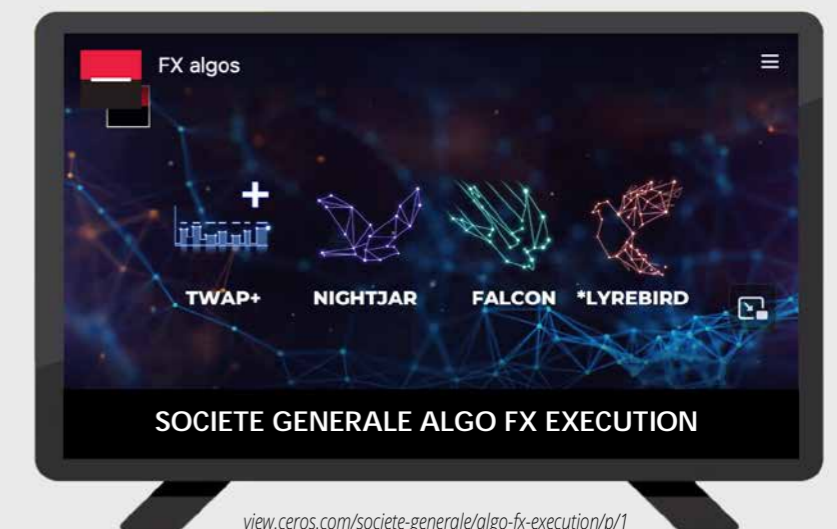 FX algos
TWAP+ NIGHTJAR FALCON *LYREBIRD
SOCIETE GENERALE ALGO FX EXECUTION
view.ceros.com/societe-generale/algo-fx-execution/p/1